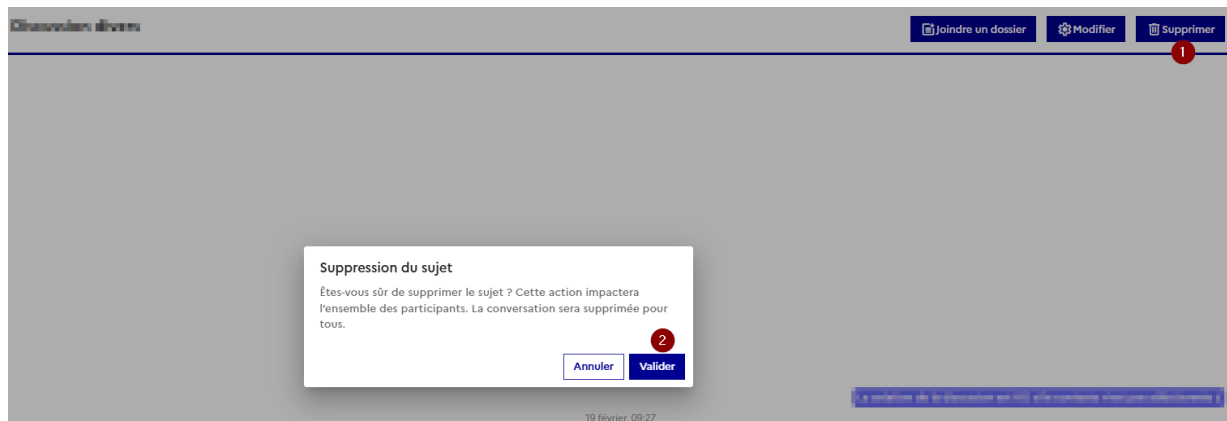 Joindre un dossier
Modifier
Supprimer
1
Suppression du sujet
Êtes-vous sûr de supprimer le sujet ? Cette action impactera
l'ensemble des participants. La conversation sera supprimée pour
tous.
2
Annuler
Valider
19 février, 09:27